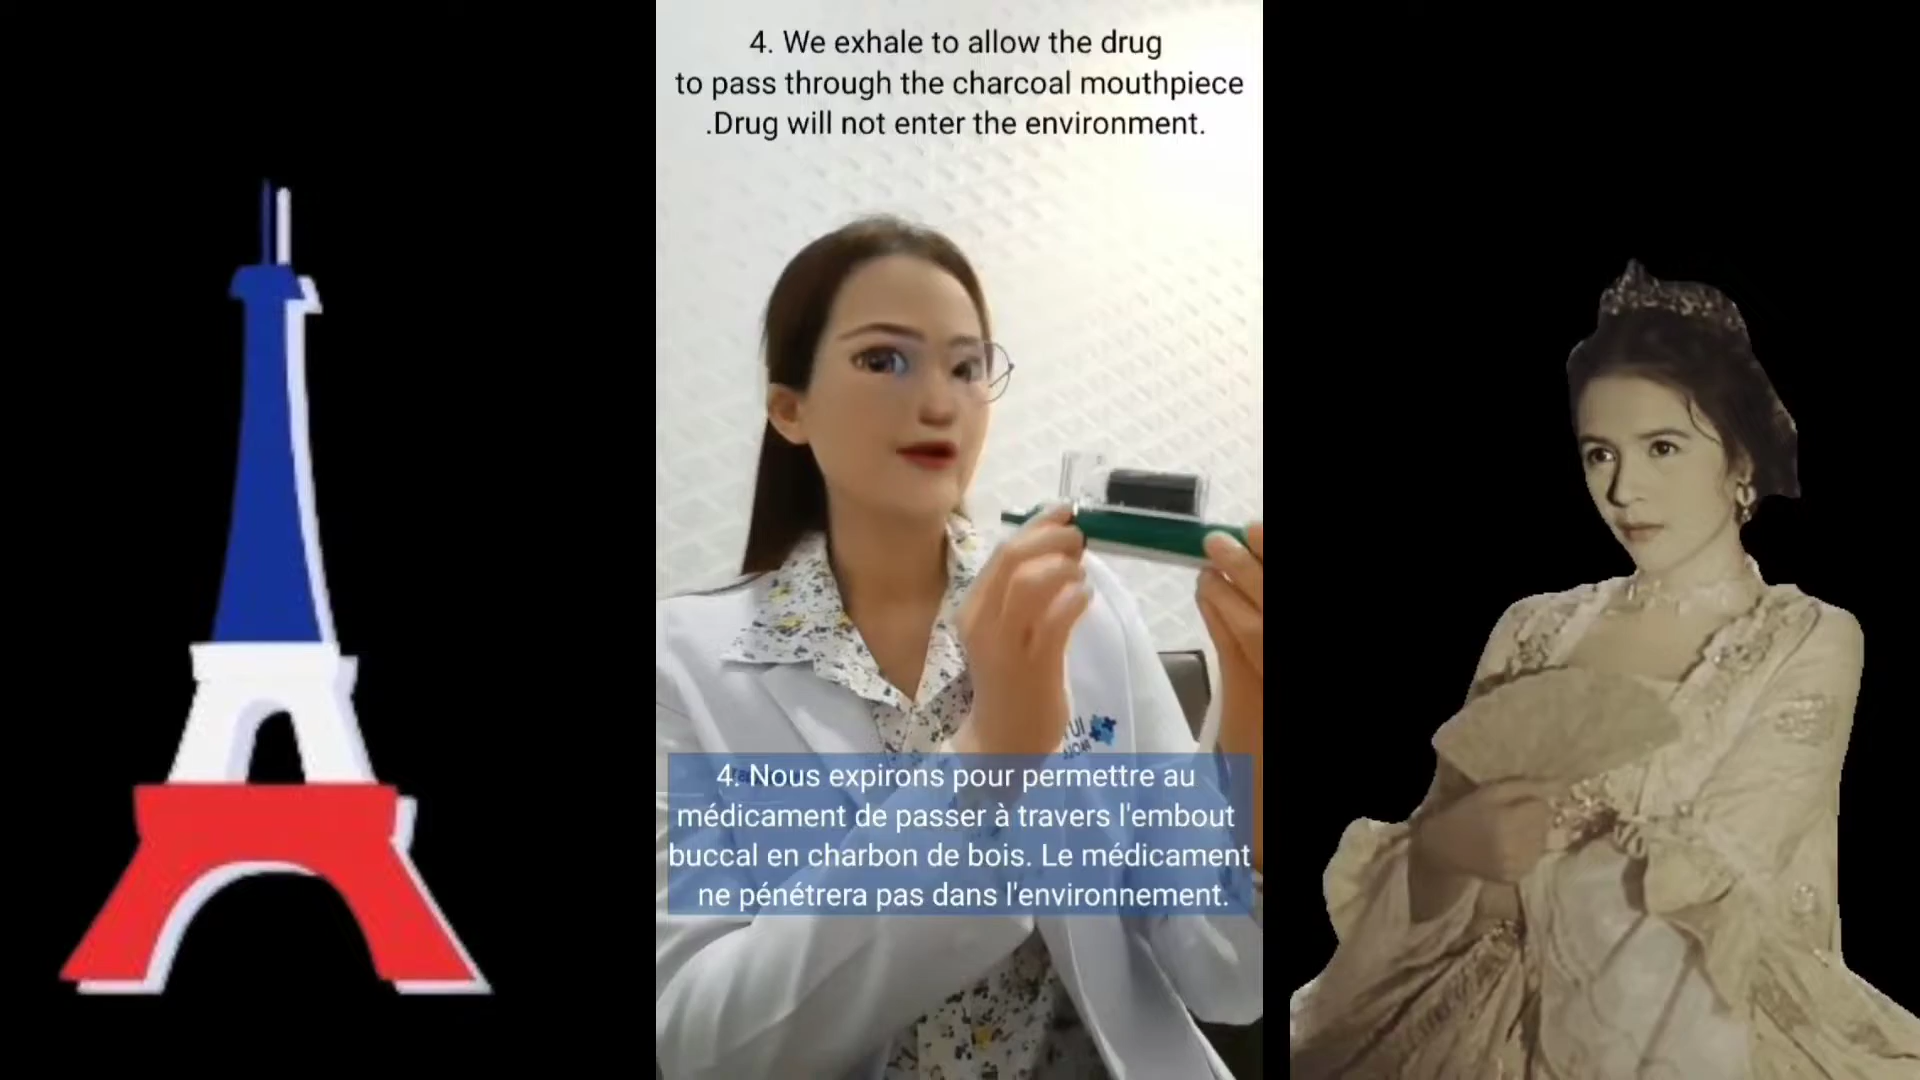 4. We exhale to allow the drug
to pass through the charcoal mouthpiece
.Drug will not enter the environment.
4. Nous expirons pour permettre au
médicament de passer à travers l'embout
buccal en charbon de bois. Le médicament
ne pénétrera pas dans l'environnement.